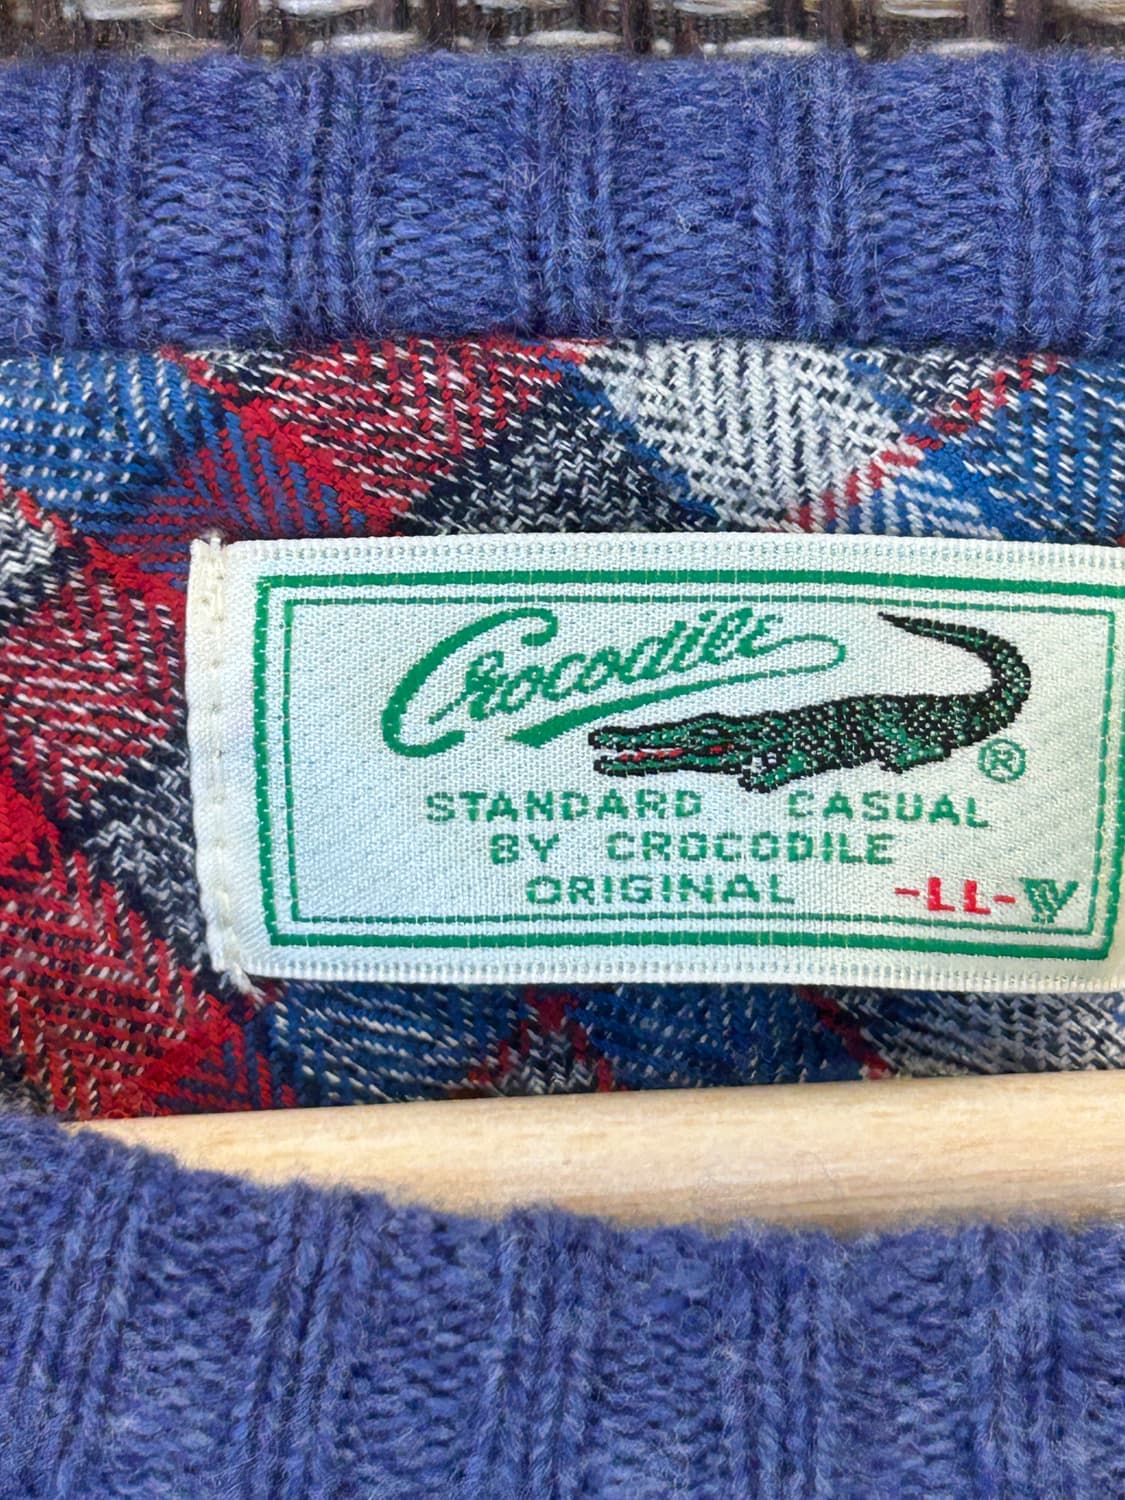 Crocodile ®
STANDARD CASUAL
BY CROCODILE
ORIGINAL -LL-